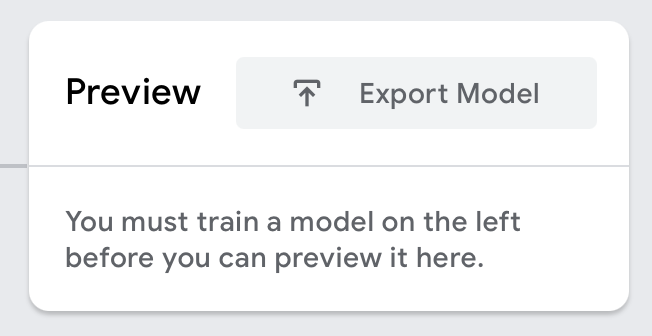 Preview
Export Model
You must train a model on the left
before you can preview it here.